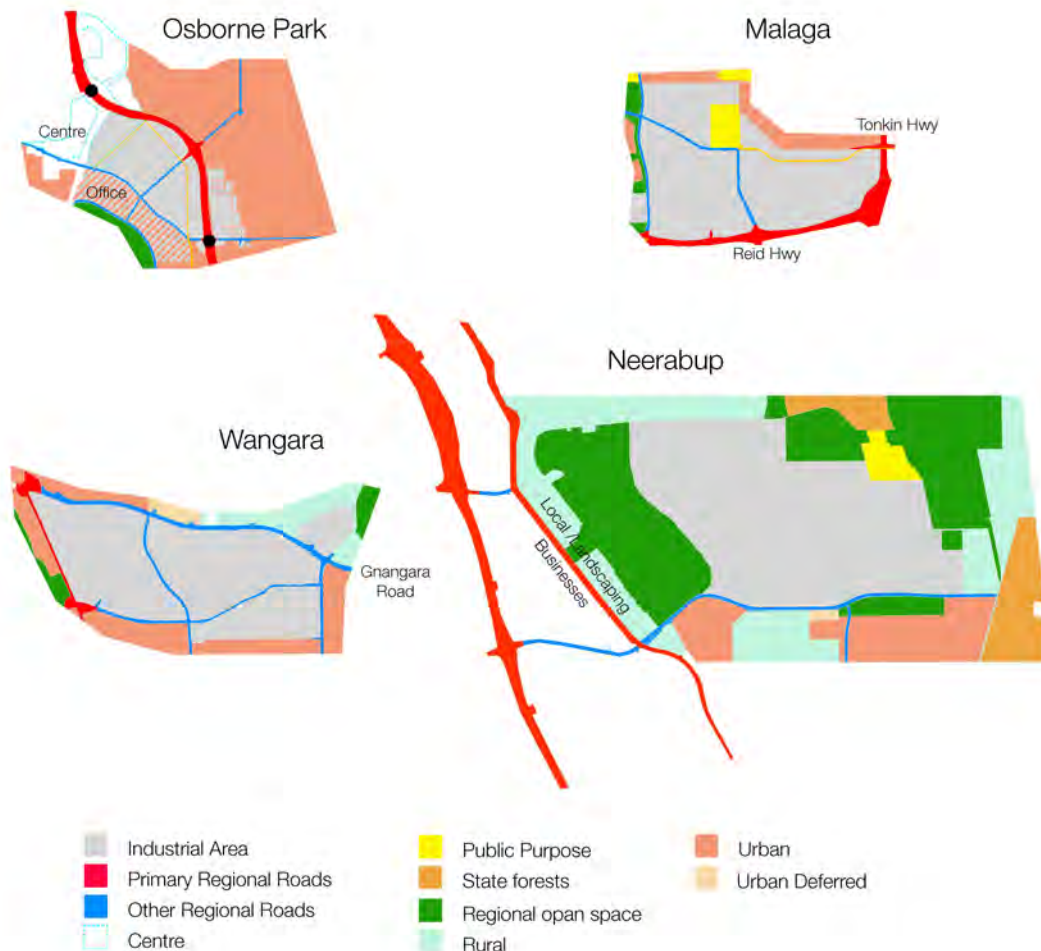 Osborne Park
Malaga
Centre
Office
Tonkin Hwy
Reid Hwy
Neerabup
Wangara
Gnangara
Road
Local /Landscaping
Businesses
Industrial Area
Primary Regional Roads
Other Regional Roads
Centre
Public Purpose
State forests
Regional opan space
Rural
Urban
Urban Deferred